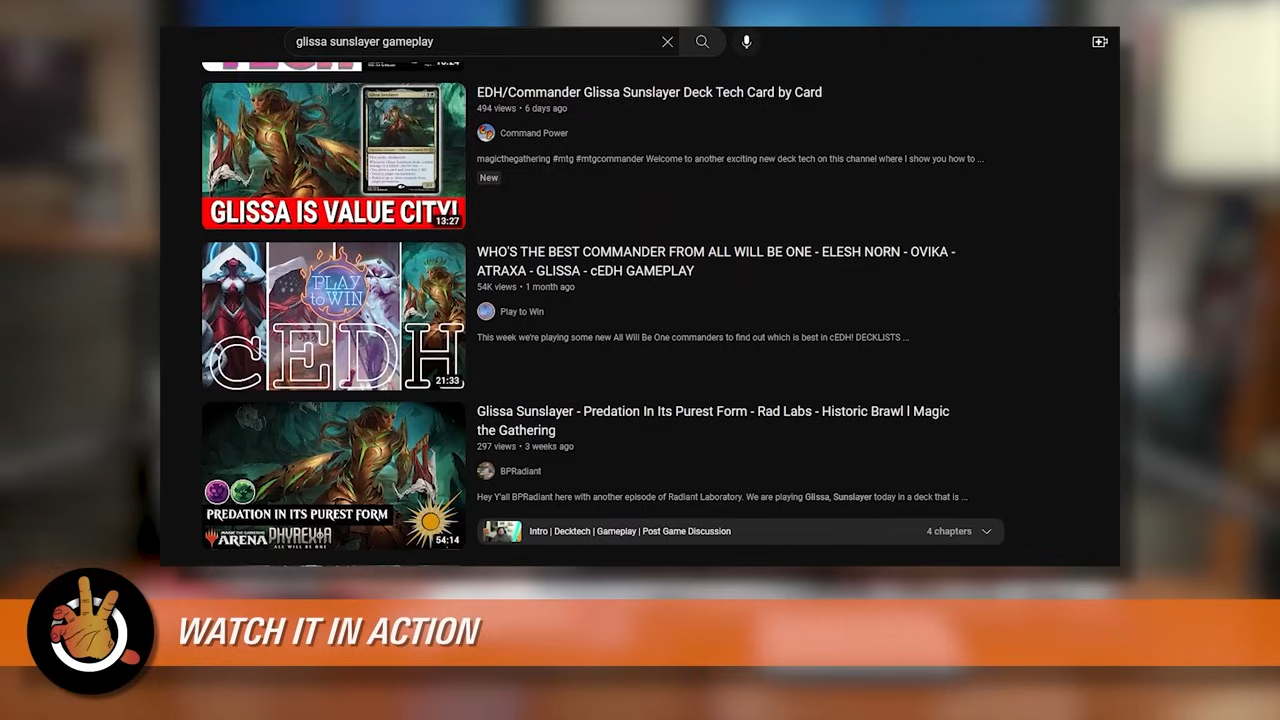 glissa sunslayer gameplay
EDH/Commander Glissa Sunslayer Deck Tech Card by Card
494 views • 6 days ago
Command Power
magicthegathering #mtg #mtgcommander Welcome to another exciting new deck tech on this channel where I show you how to ...
New
GLISSA IS VALUE CITY!
13:27
WHO'S THE BEST COMMANDER FROM ALL WILL BE ONE - ELESH NORN - OVIKA -
ATRAXA - GLISSA - cEDH GAMEPLAY
54K views • 1 month ago
Play to Win
This week we're playing some new All Will Be One commanders to find out which is best in cEDH! DECKLISTS ...
PLAY
to WIN
cEDH
21:33
Glissa Sunslayer - Predation In Its Purest Form - Rad Labs - Historic Brawl l Magic
the Gathering
297 views • 3 weeks ago
BPRadiant
Hey Y'all BPRadiant here with another episode of Radiant Laboratory. We are playing Glissa, Sunslayer today in a deck that is ...
Intro | Decktech | Gameplay | Post Game Discussion
4 chapters
PREDATION IN ITS PUREST FORM
ARENA
PHYREXIA
ALL WILL BE ONE
54:14
WATCH IT IN ACTION